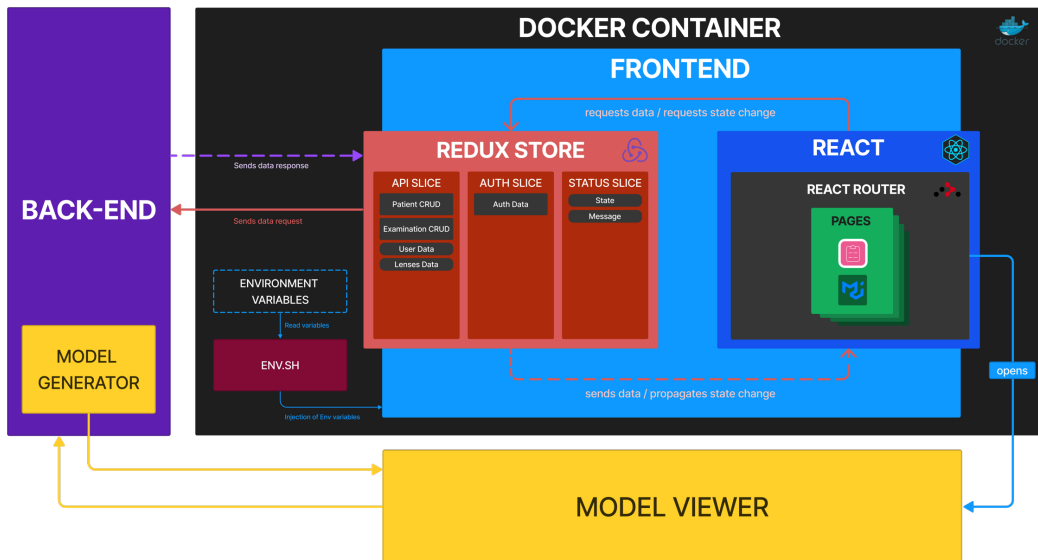 DOCKER CONTAINER
docker
FRONTEND
requests data / requests state change
REDUX STORE
REACT
Sends data response
API SLICE
AUTH SLICE
STATUS SLICE
REACT ROUTER
Patient CRUD
Auth Data
State
BACK-END
Message
PAGES
Sends data request
Examination CRUD
User Data
Lenses Data
ENVIRONMENT
VARIABLES
Read variables
MODEL
GENERATOR
ENV.SH
opens
sends data / propagates state change
Injection of Env variables
MODEL VIEWER